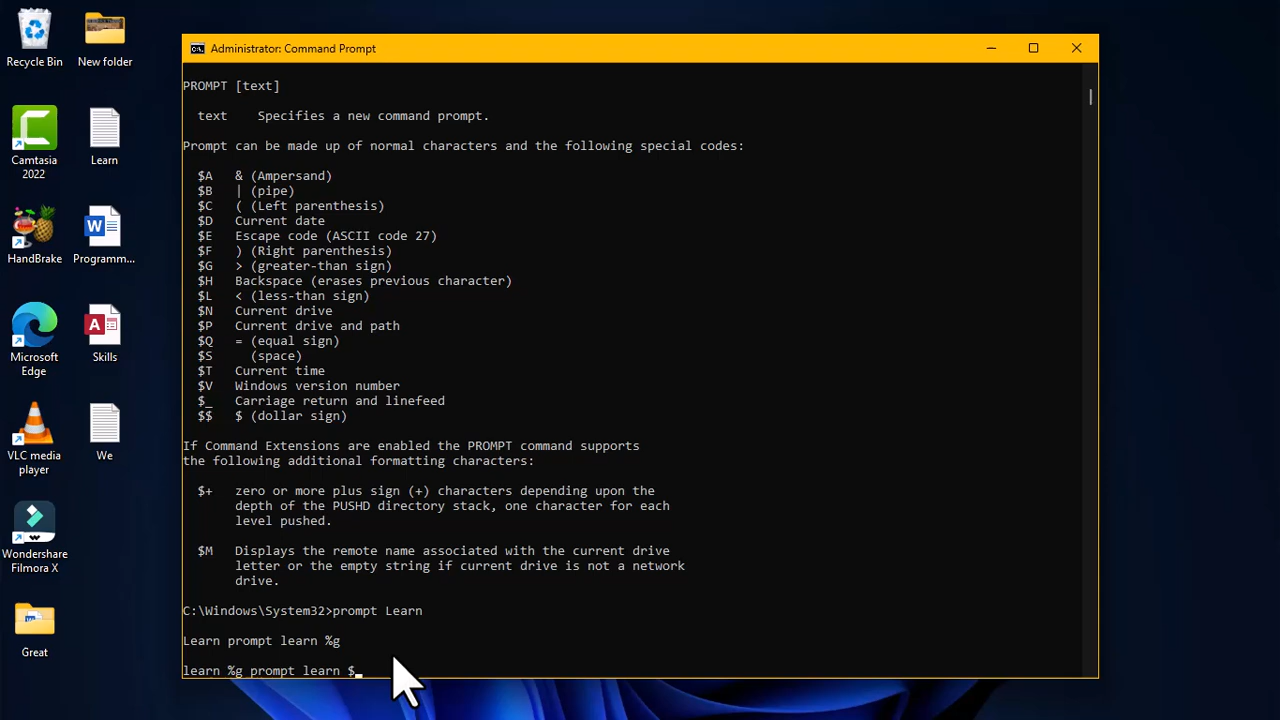 Recycle Bin
New folder
Camtasia
2022
Learn
HandBrake
Programm...
Microsoft
Edge
Skills
VLC media
player
We
Wondershare
Filmora X
Great
Administrator: Command Prompt
PROMPT [text]
text    Specifies a new command prompt.
Prompt can be made up of normal characters and the following special codes:
$A   & (Ampersand)
$B   | (pipe)
$C   ( (Left parenthesis)
$D   Current date
$E   Escape code (ASCII code 27)
$F   ) (Right parenthesis)
$G   > (greater-than sign)
$H   Backspace (erases previous character)
$L   < (less-than sign)
$N   Current drive
$P   Current drive and path
$Q   = (equal sign)
$S     (space)
$T   Current time
$V   Windows version number
$_   Carriage return and linefeed
$$   $ (dollar sign)
If Command Extensions are enabled the PROMPT command supports
the following additional formatting characters:
$+   zero or more plus sign (+) characters depending upon the
depth of the PUSHD directory stack, one character for each
level pushed.
$M   Displays the remote name associated with the current drive
letter or the empty string if current drive is not a network
drive.
C:\Windows\System32>prompt Learn
Learn prompt learn %g
learn %g prompt learn $